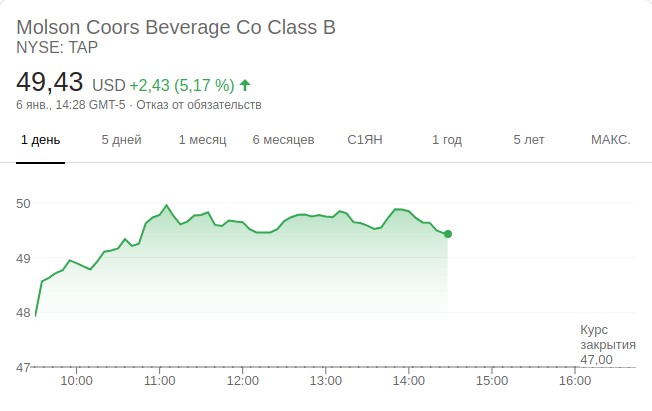 Molson Coors Beverage Co Class B
NYSE: TAP
49,43 USD +2,43 (5,17 %)
6 янв., 14:28 GMT-5 · Отказ от обязательств
1 день 5 дней 1 месяц 6 месяцев С1ЯН 1 год 5 лет МАКС.
50
49
48
Курс
закрытия
47,00
47
10:00 11:00 12:00 13:00 14:00 15:00 16:00